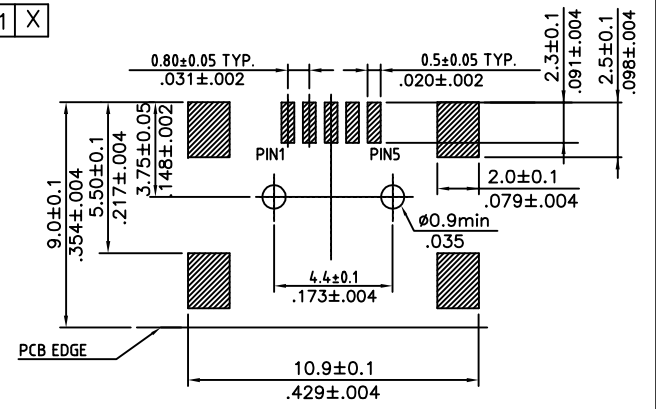 1 X
0.80±0.05 TYP.
.031±.002
0.5±0.05 TYP.
.020±.002
2.3±0.1
.091±.004
2.5±0.1
.098±.004
9.0±0.1
.354±.004
5.50±0.1
.217±.004
3.75±0.05
.148±.002
PIN1
PIN5
2.0±0.1
.079±.004
ø0.9min
.035
4.4±0.1
.173±.004
PCB EDGE
10.9±0.1
.429±.004